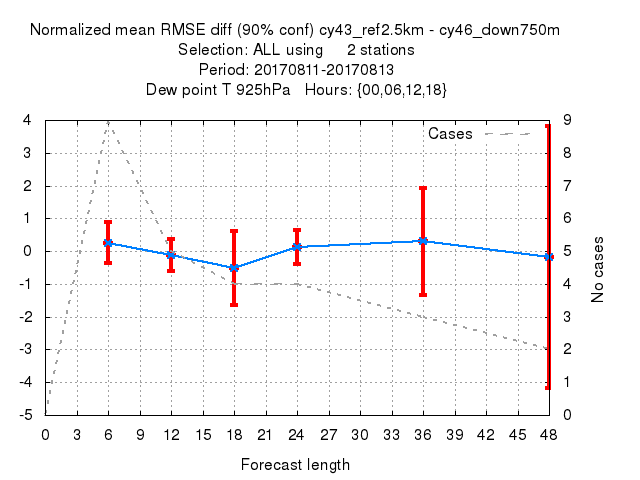 Normalized mean RMSE diff (90% conf) cy43_ref2.5km - cy46_down750m
Selection: ALL using 2 stations
Period: 20170811-20170813
Dew point T 925hPa Hours: {00,06,12,18}
Cases
4
3
2
1
0
-1
-2
-3
-4
-5
9
8
7
6
5
4
3
2
1
0
No cases
0 3 6 9 12 15 18 21 24 27 30 33 36 39 42 45 48
Forecast length